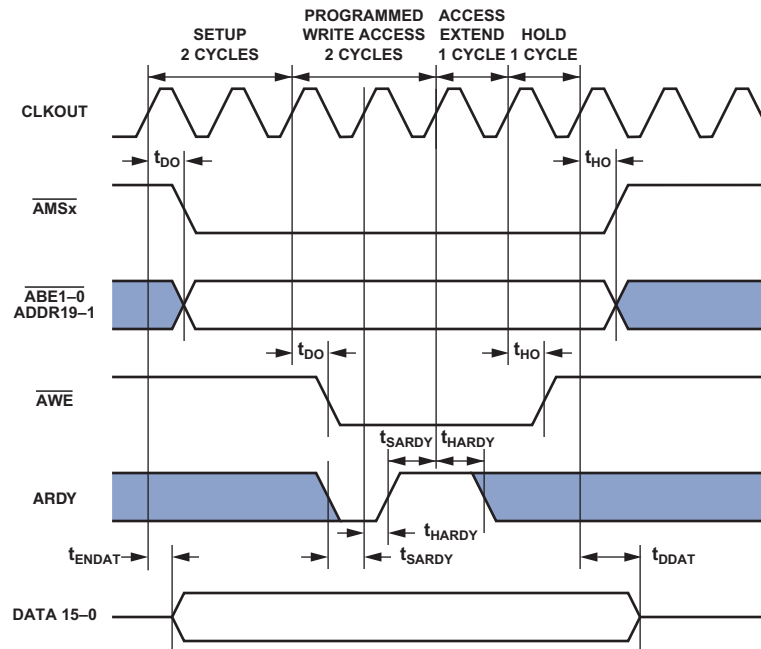 SETUP
2 CYCLES
PROGRAMMED
WRITE ACCESS
2 CYCLES
ACCESS
EXTEND
1 CYCLE
HOLD
1 CYCLE
CLKOUT
tDO
tHO
AMSx
ABE1–0
ADDR19–1
tDO
tHO
AWE
tSARDY
tHARDY
ARDY
tHARDY
tENDAT
tSARDY
tDDAT
DATA 15–0